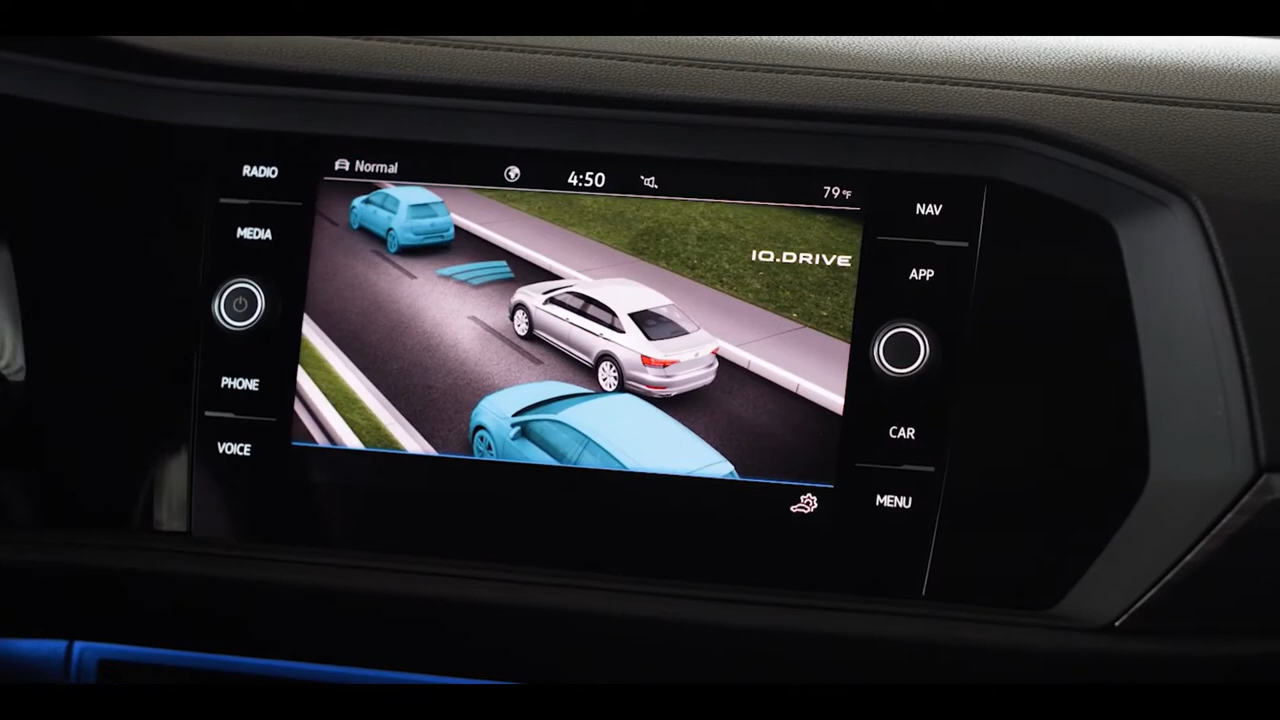 RADIO
MEDIA
PHONE
VOICE
Normal
4:50
79°F
IQ.DRIVE
NAV
APP
CAR
MENU